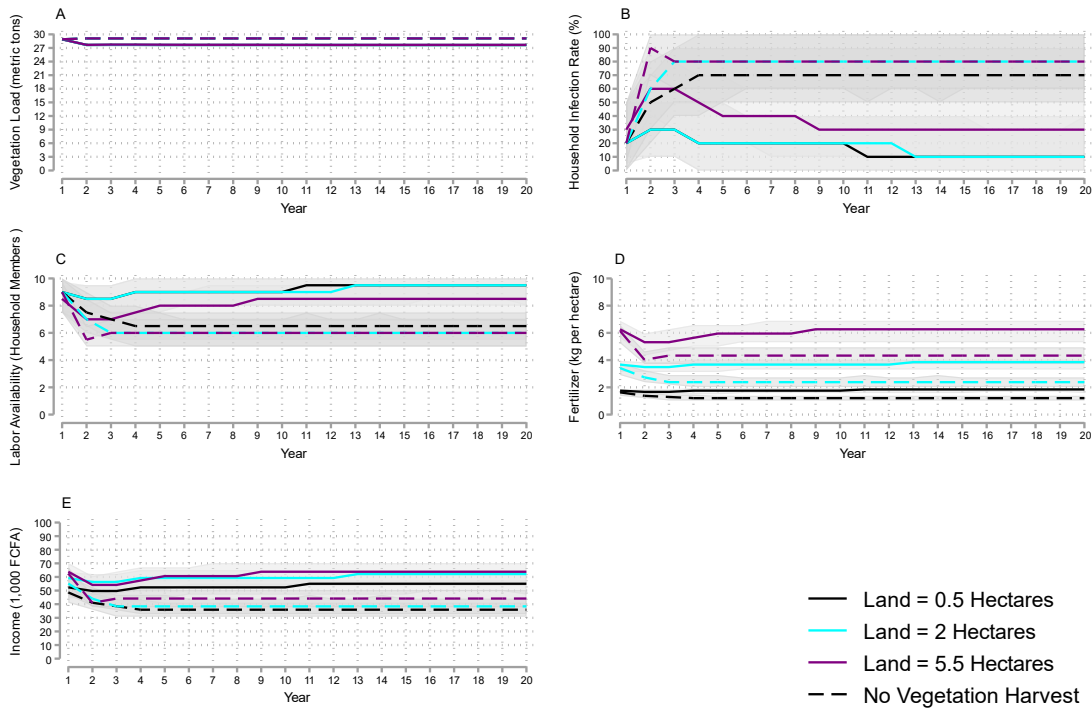 A
Vegetation Load (metric tons)
30
27
24
21
18
15
12
9
6
3
0
1 2 3 4 5 6 7 8 9 10 11 12 13 14 15 16 17 18 19 20
Year
B
Household Infection Rate (%)
100
90
80
70
60
50
40
30
20
10
0
1 2 3 4 5 6 7 8 9 10 11 12 13 14 15 16 17 18 19 20
Year
C
Labor Availability (Household Members )
10
8
6
4
2
0
1 2 3 4 5 6 7 8 9 10 11 12 13 14 15 16 17 18 19 20
Year
D
Fertilizer (kg per hectare)
10
8
6
4
2
0
1 2 3 4 5 6 7 8 9 10 11 12 13 14 15 16 17 18 19 20
Year
E
Income (1,000 FCFA)
100
90
80
70
60
50
40
30
20
10
0
1 2 3 4 5 6 7 8 9 10 11 12 13 14 15 16 17 18 19 20
Year
Land = 0.5 Hectares
Land = 2 Hectares
Land = 5.5 Hectares
No Vegetation Harvest